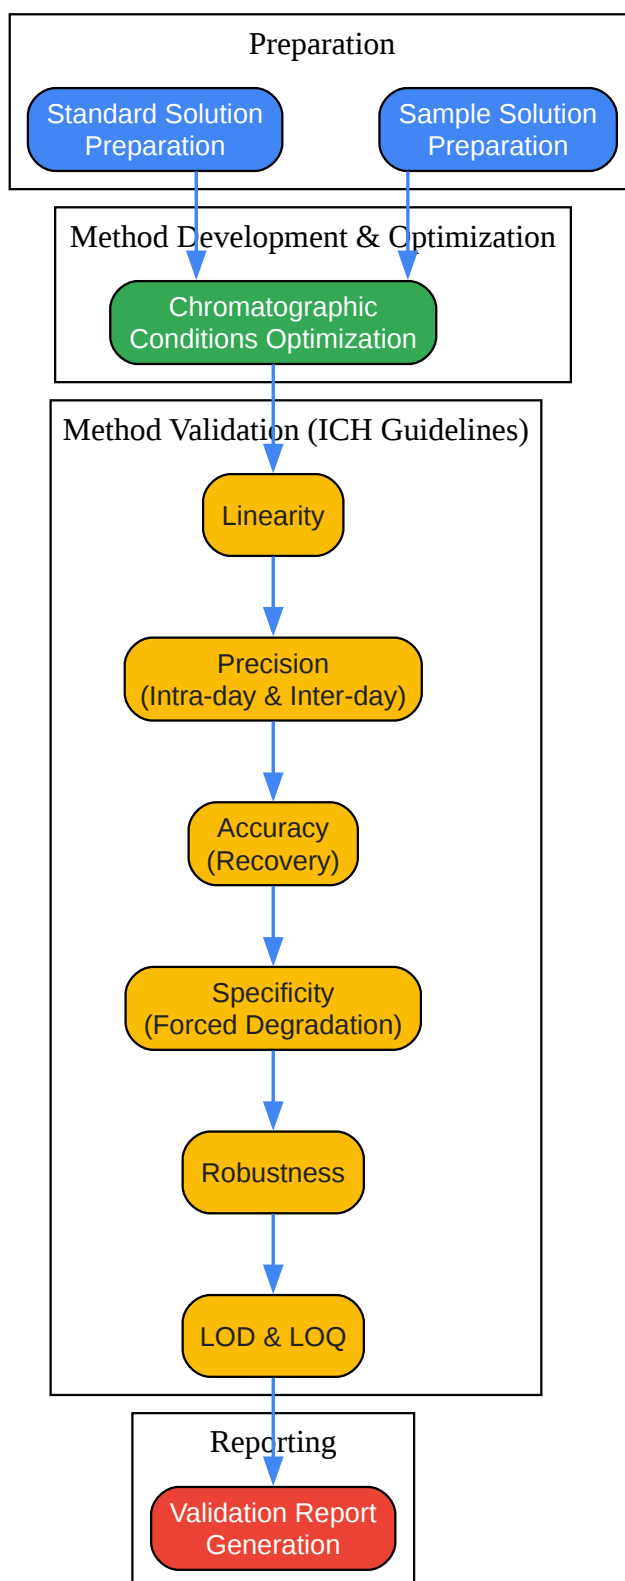 Preparation
Standard Solution
Preparation
Sample Solution
Preparation
Method Development & Optimization
Chromatographic
Conditions Optimization
Method Validation (ICH Guidelines)
Linearity
Precision
(Intra-day & Inter-day)
Accuracy
(Recovery)
Specificity
(Forced Degradation)
Robustness
LOD & LOQ
Reporting
Validation Report
Generation